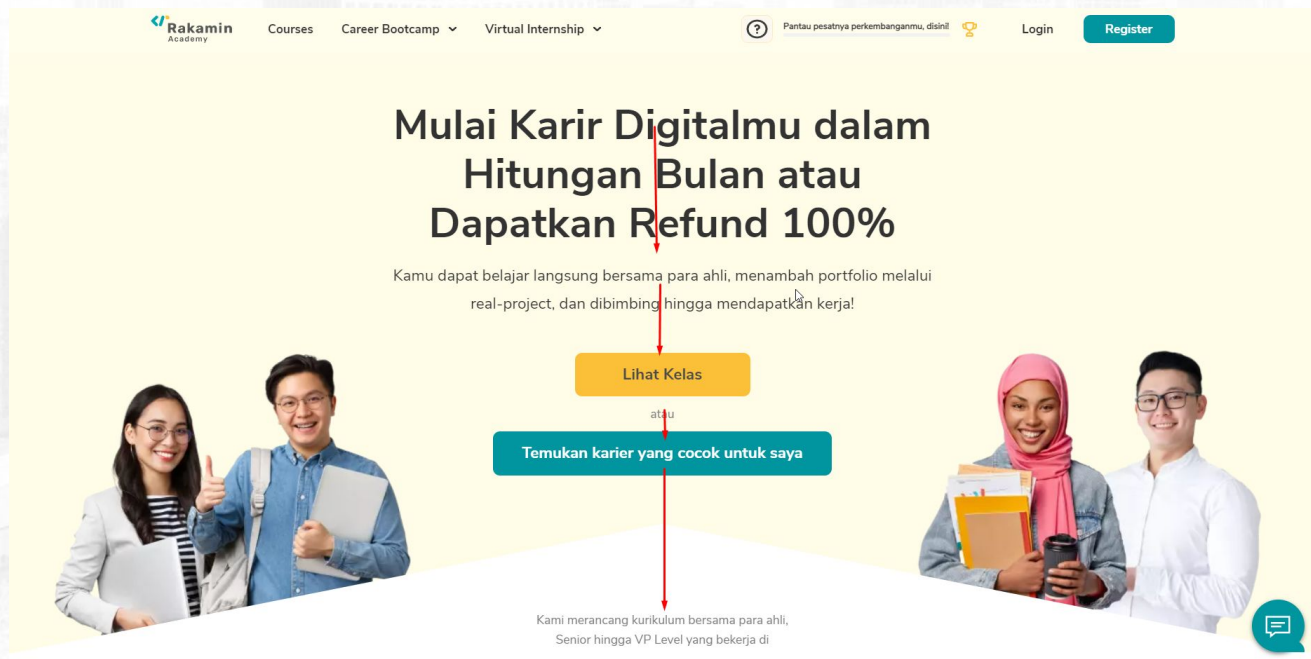 Rakamin
Academy
Courses
Career Bootcamp
Virtual Internship
?
Pantau pesatnya perkembanganmu, disini!
Login
Register
Mulai Karir Digitalmu dalam
Hitungan Bulan atau
Dapatkan Refund 100%
Kamu dapat belajar langsung bersama para ahli, menambah portfolio melalui
real-project, dan dibimbing hingga mendapatkan kerja!
Lihat Kelas
atau
Temukan karier yang cocok untuk saya
Kami merancang kurikulum bersama para ahli,
Senior hingga VP Level yang bekerja di